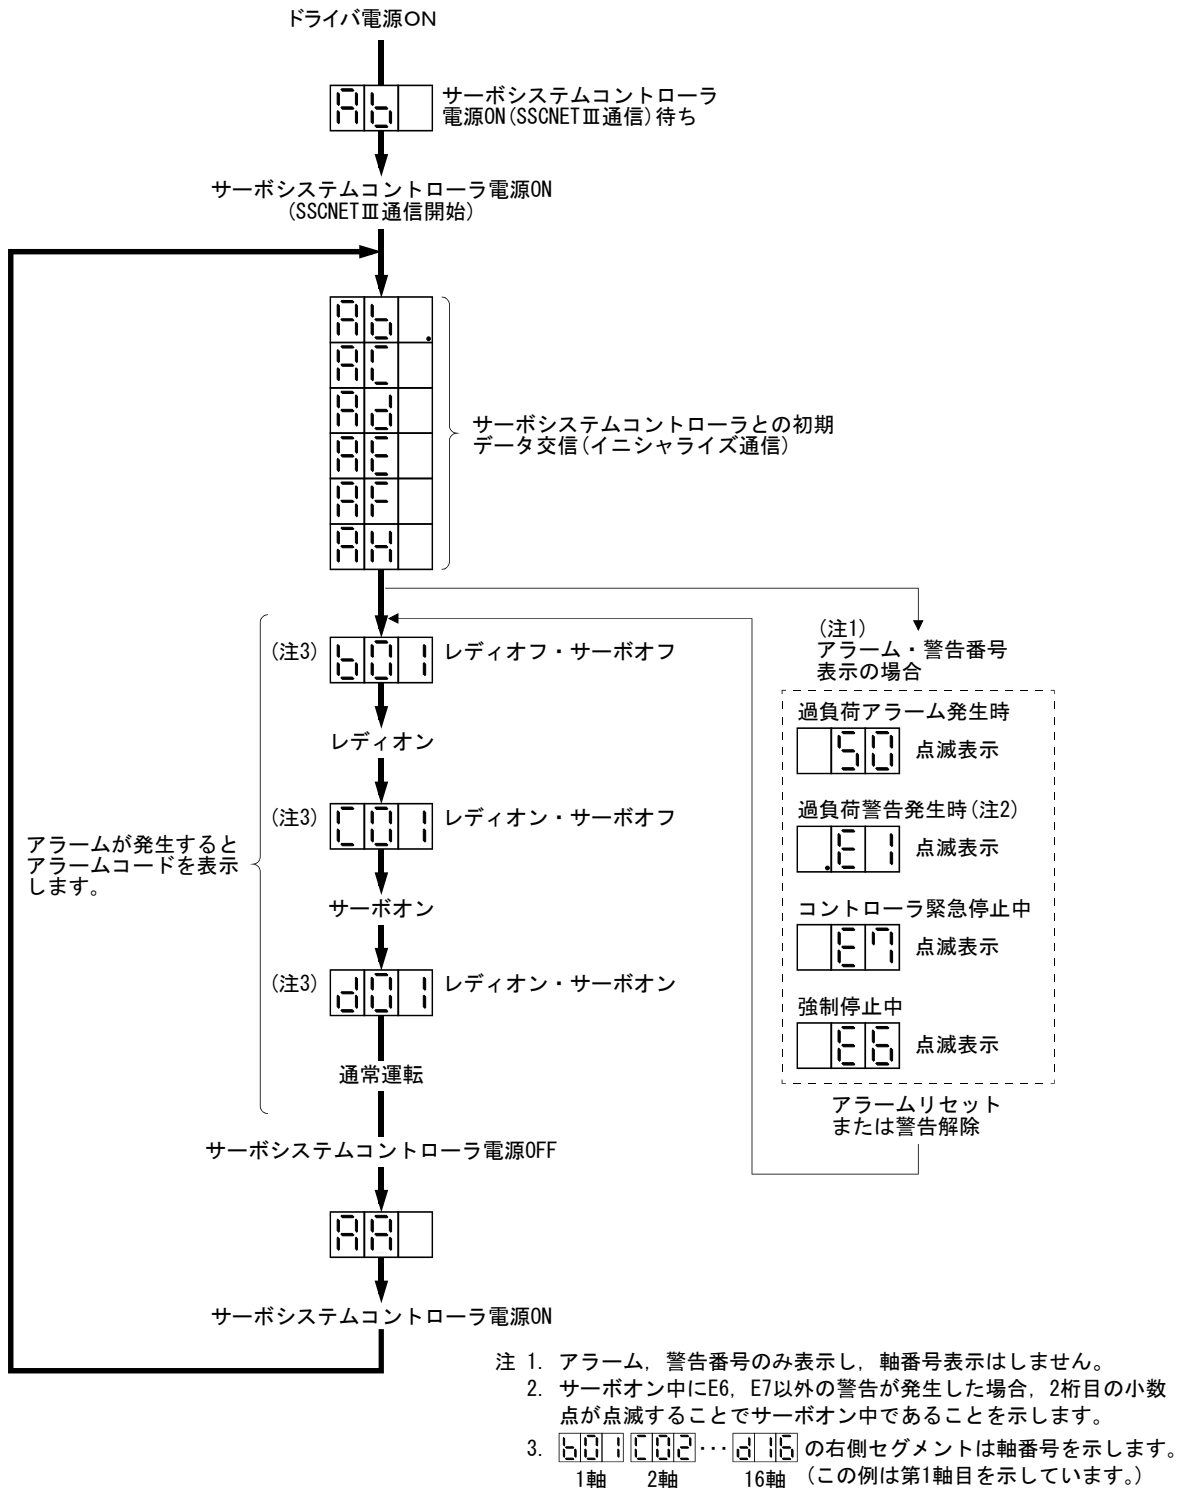 ドライバ電源ON
Ab
サーボシステムコントローラ
電源ON(SSCNETⅢ通信)待ち
サーボシステムコントローラ電源ON
(SSCNETⅢ通信開始)
Ab.
AC
Ad
AE
AF
AH
サーボシステムコントローラとの初期
データ交信(イニシャライズ通信)
(注3) b01 レディオフ・サーボオフ
レディオン
(注3) C01 レディオン・サーボオフ
サーボオン
(注3) d01 レディオン・サーボオン
通常運転
アラームが発生すると
アラームコードを表示
します。
(注1)
アラーム・警告番号
表示の場合
過負荷アラーム発生時
50 点滅表示
過負荷警告発生時(注2)
.E1 点滅表示
コントローラ緊急停止中
E7 点滅表示
強制停止中
E6 点滅表示
アラームリセット
または警告解除
サーボシステムコントローラ電源OFF
AA
サーボシステムコントローラ電源ON
注 1. アラーム，警告番号のみ表示し，軸番号表示はしません。
2. サーボオン中にE6，E7以外の警告が発生した場合，2桁目の小数
点が点滅することでサーボオン中であることを示します。
3. b01 C02 ･･･ d16 の右側セグメントは軸番号を示します。
1軸 2軸 16軸 (この例は第1軸目を示しています。)